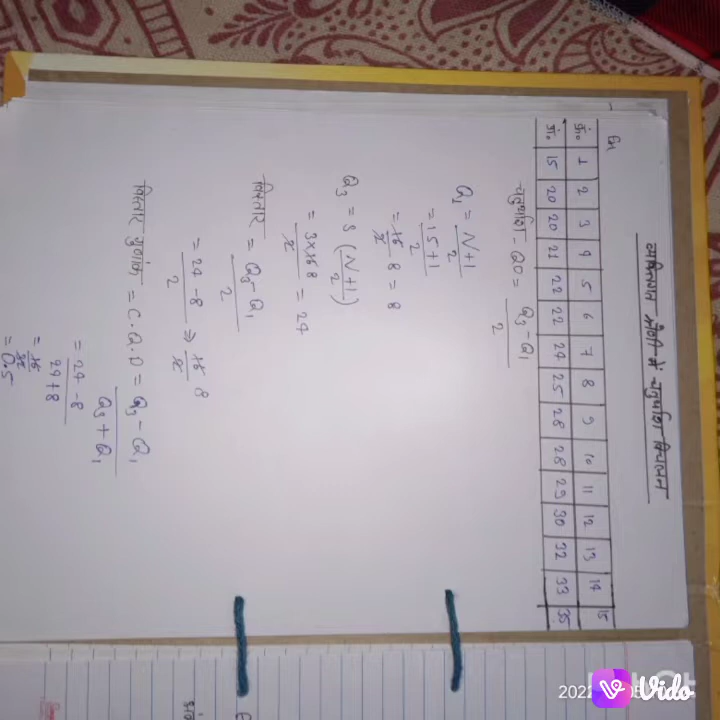 व्यक्तिगत श्रेणी में चतुर्थक विचलन
Q1
क्र० 1 2 3 4 5 6 7 8 9 10 11 12 13 14 15
प्रा० 15 20 20 21 22 22 24 25 28 28 29 30 32 33 35
- QD = Q3 - Q1
2
Q1 = N+1
2
= 15+1
2
= 16 8 = 8
2
Q3 = 3 (N+1)
2
= 3×16 8 = 24
2
विस्तार = Q3 - Q1
2
= 24 - 8 ⇒ 16 8
2 2
विस्तार गुणांक = C.Q.D = Q3 - Q1
Q3 + Q1
= 24 - 8
24 + 8
= 16
32
= 0.5
2022 05
Vido